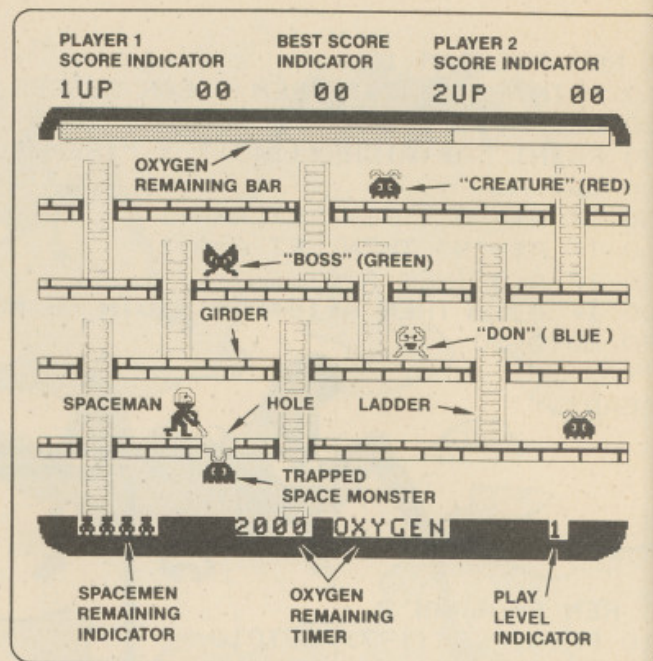 PLAYER 1
SCORE INDICATOR
BEST SCORE
INDICATOR
PLAYER 2
SCORE INDICATOR
1UP 00 00 2UP 00
OXYGEN
REMAINING BAR
"CREATURE" (RED)
"BOSS" (GREEN)
GIRDER
"DON" ( BLUE )
SPACEMAN
HOLE
LADDER
TRAPPED
SPACE MONSTER
2000 OXYGEN 1
SPACEMEN
REMAINING
INDICATOR
OXYGEN
REMAINING
TIMER
PLAY
LEVEL
INDICATOR